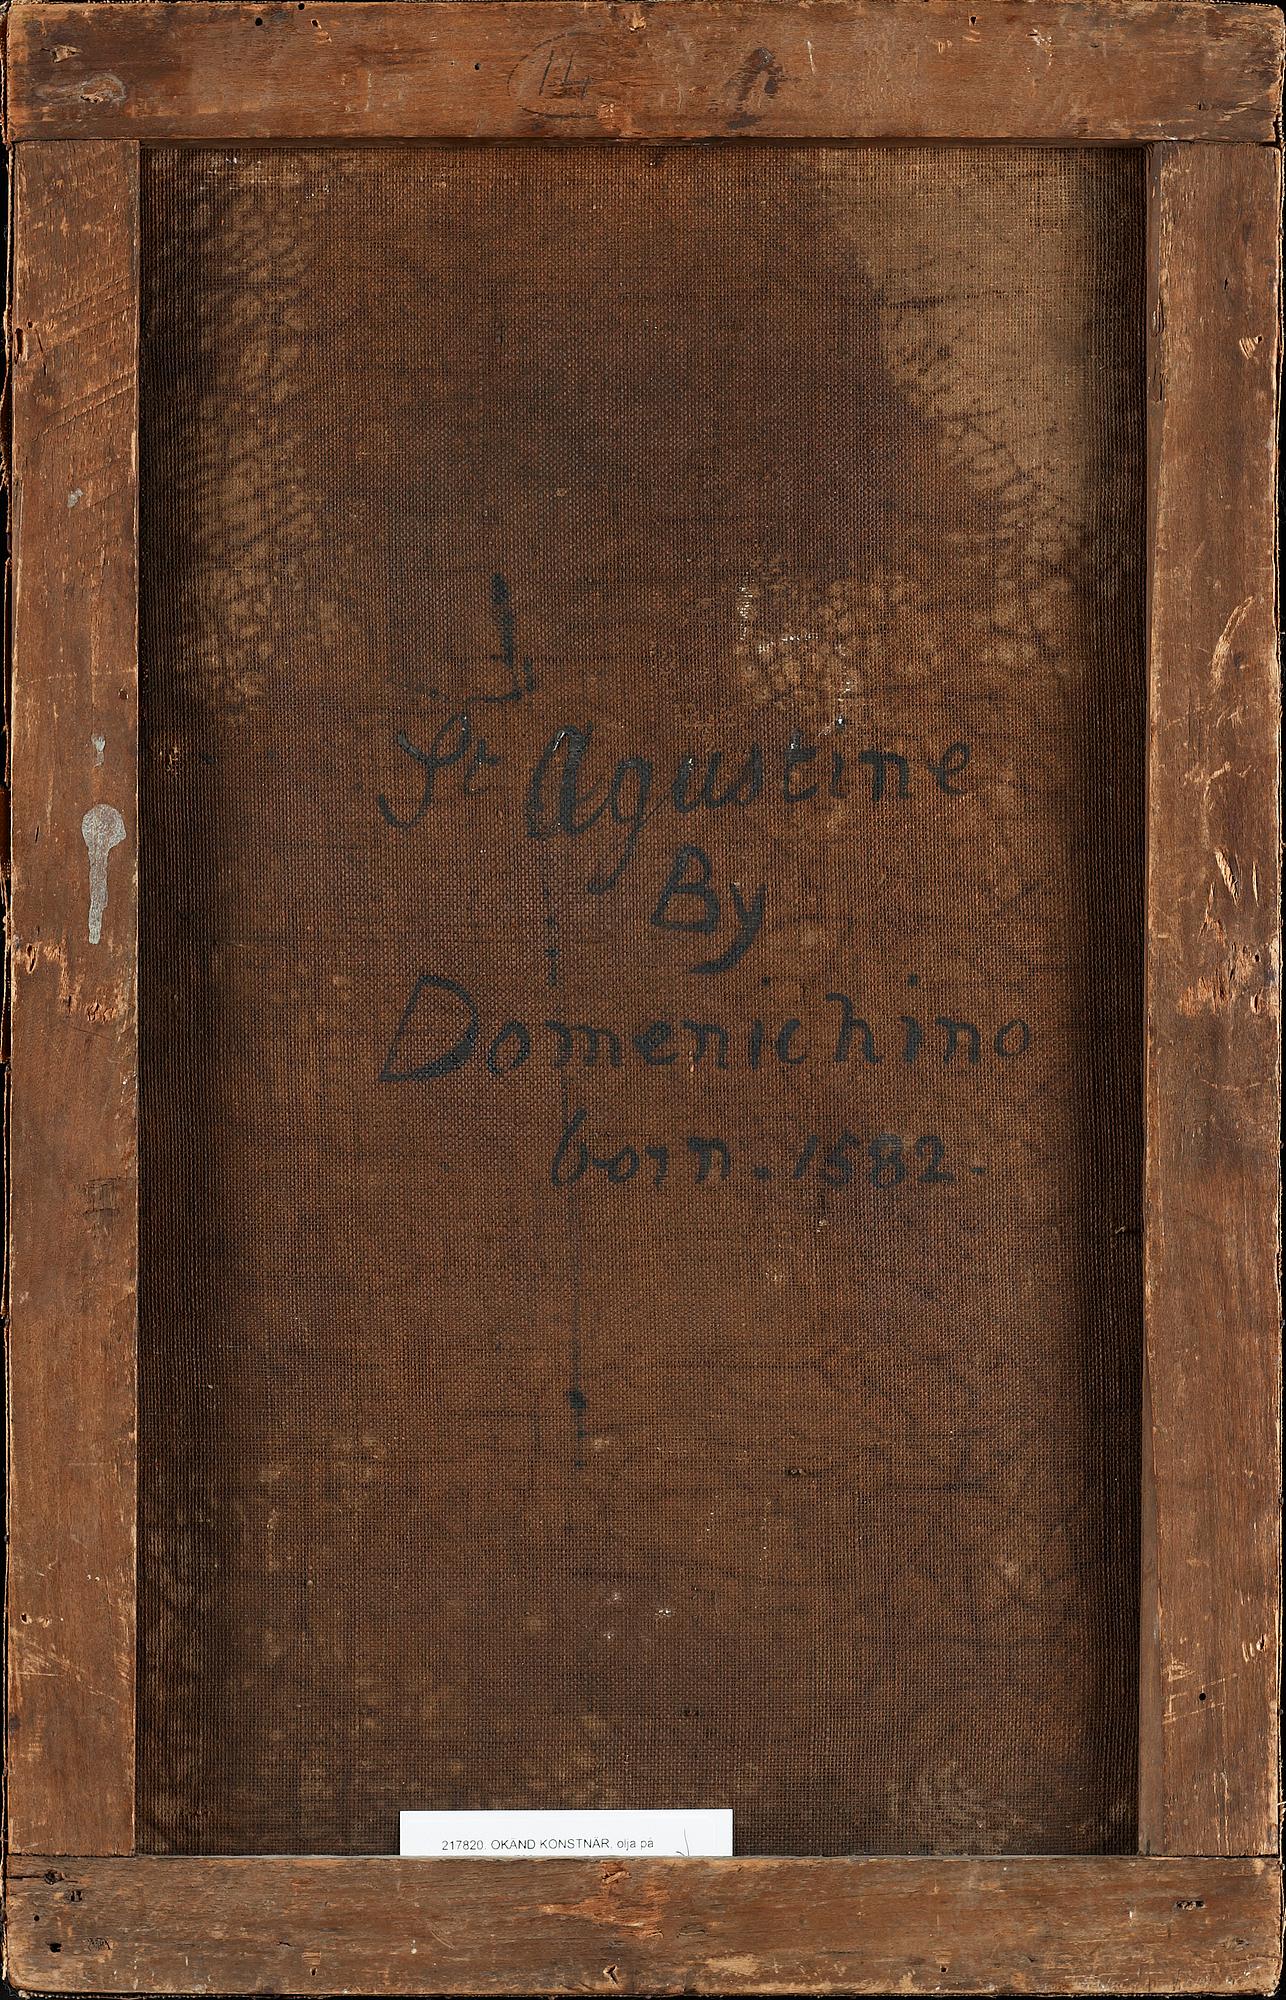 14
St Agustine
By
Domenichino
born. 1582.
217820. OKÄND KONSTNÄR, olja på